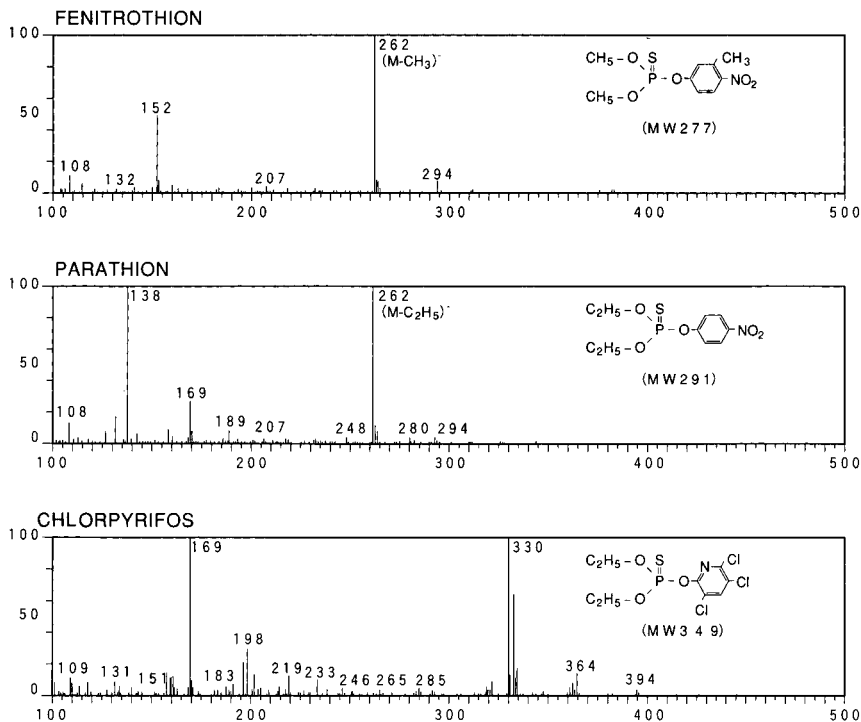 FENITROTHION
100
262
(M-CH₃)⁻
CH₅-O
S
CH₃
P-O
NO₂
CH₅-O
(MW277)
152
50
108
132
207
294
0
100 200 300 400 500
PARATHION
100
138
262
(M-C₂H₅)⁻
C₂H₅-O
S
P-O
NO₂
C₂H₅-O
(MW291)
50
169
108
189
207
248
280
294
0
100 200 300 400 500
CHLORPYRIFOS
100
169
330
C₂H₅-O
S
N
Cl
P-O
Cl
C₂H₅-O
Cl
(MW349)
50
198
109
131
151
183
219
233
246
265
285
364
394
0
100 200 300 400 500